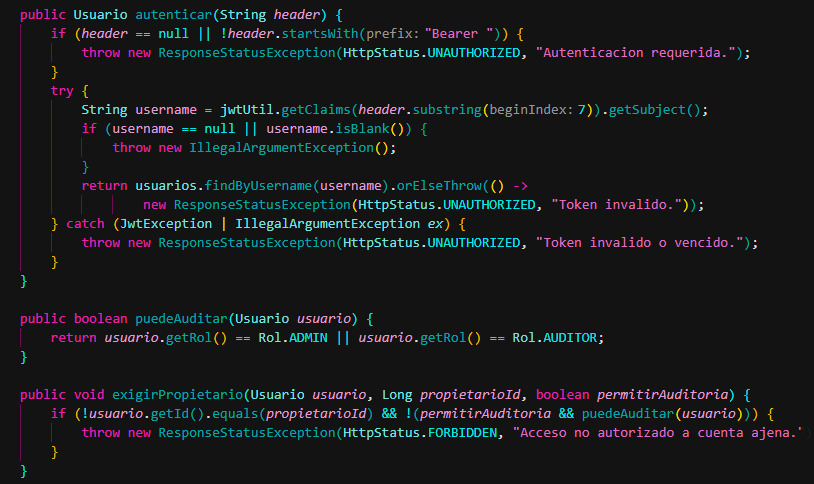 public Usuario autenticar(String header) {
if (header == null || !header.startsWith(prefix: "Bearer ")) {
throw new ResponseStatusException(HttpStatus.UNAUTHORIZED, "Autenticacion requerida.");
}
try {
String username = jwtUtil.getClaims(header.substring(beginIndex: 7)).getSubject();
if (username == null || username.isBlank()) {
throw new IllegalArgumentException();
}
return usuarios.findByUsername(username).orElseThrow(() ->
new ResponseStatusException(HttpStatus.UNAUTHORIZED, "Token invalido."));
} catch (JwtException | IllegalArgumentException ex) {
throw new ResponseStatusException(HttpStatus.UNAUTHORIZED, "Token invalido o vencido.");
}
}
public boolean puedeAuditar(Usuario usuario) {
return usuario.getRol() == Rol.ADMIN || usuario.getRol() == Rol.AUDITOR;
}
public void exigirPropietario(Usuario usuario, Long propietarioId, boolean permitirAuditoria) {
if (!usuario.getId().equals(propietarioId) && !(permitirAuditoria && puedeAuditar(usuario))) {
throw new ResponseStatusException(HttpStatus.FORBIDDEN, "Acceso no autorizado a cuenta ajena.
}
}